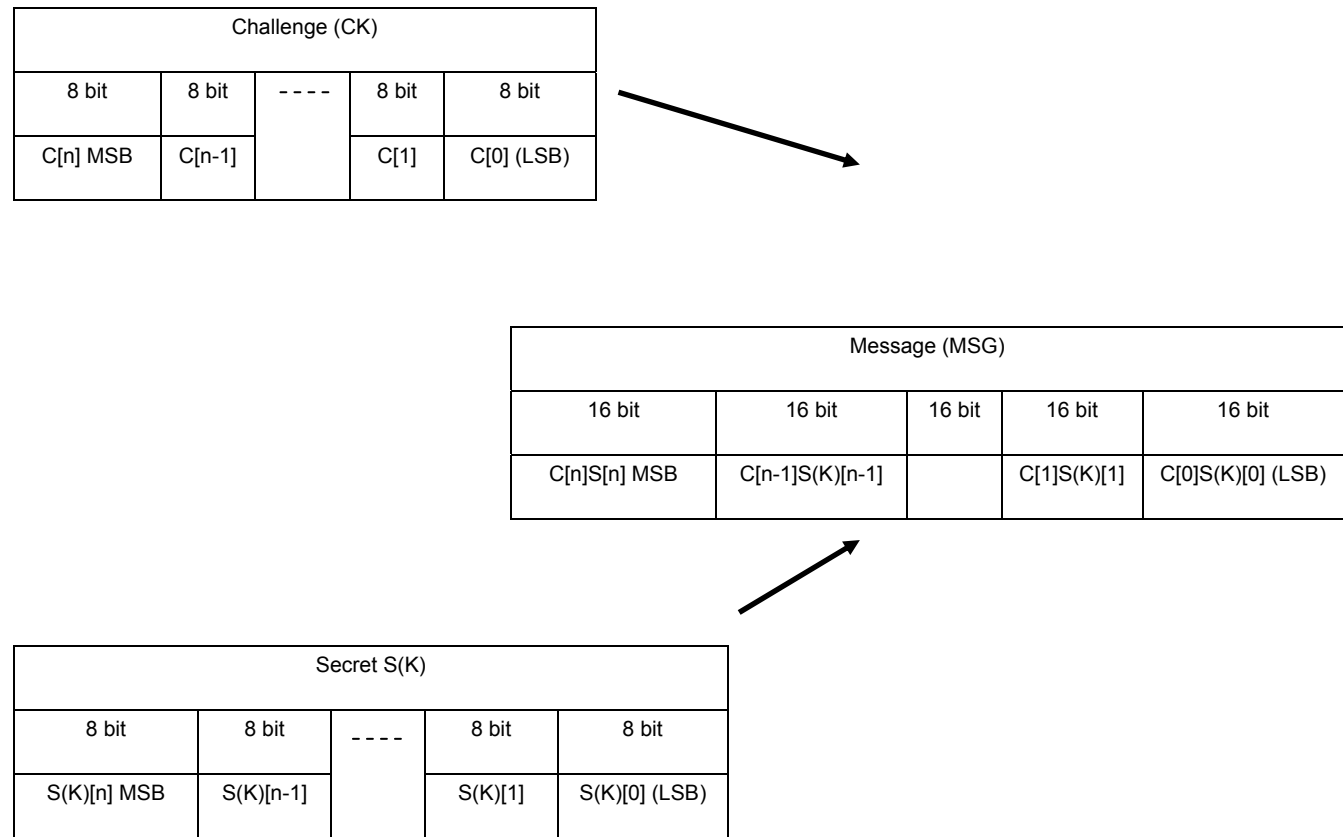 Challenge (CK)
8 bit 8 bit ---- 8 bit 8 bit
C[n] MSB C[n-1] C[1] C[0] (LSB)
Message (MSG)
16 bit 16 bit 16 bit 16 bit 16 bit
C[n]S[n] MSB C[n-1]S(K)[n-1] C[1]S(K)[1] C[0]S(K)[0] (LSB)
Secret S(K)
8 bit 8 bit ---- 8 bit 8 bit
S(K)[n] MSB S(K)[n-1] S(K)[1] S(K)[0] (LSB)